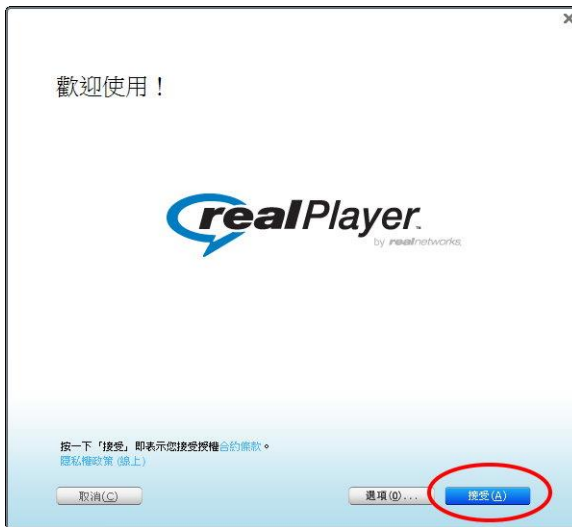 歡迎使用！
realPlayer™
by realnetworks.
按一下「接受」即表示您接受授權合約條款。
隱私權政策 (線上)
取消(C)
選項(O)...
接受(A)